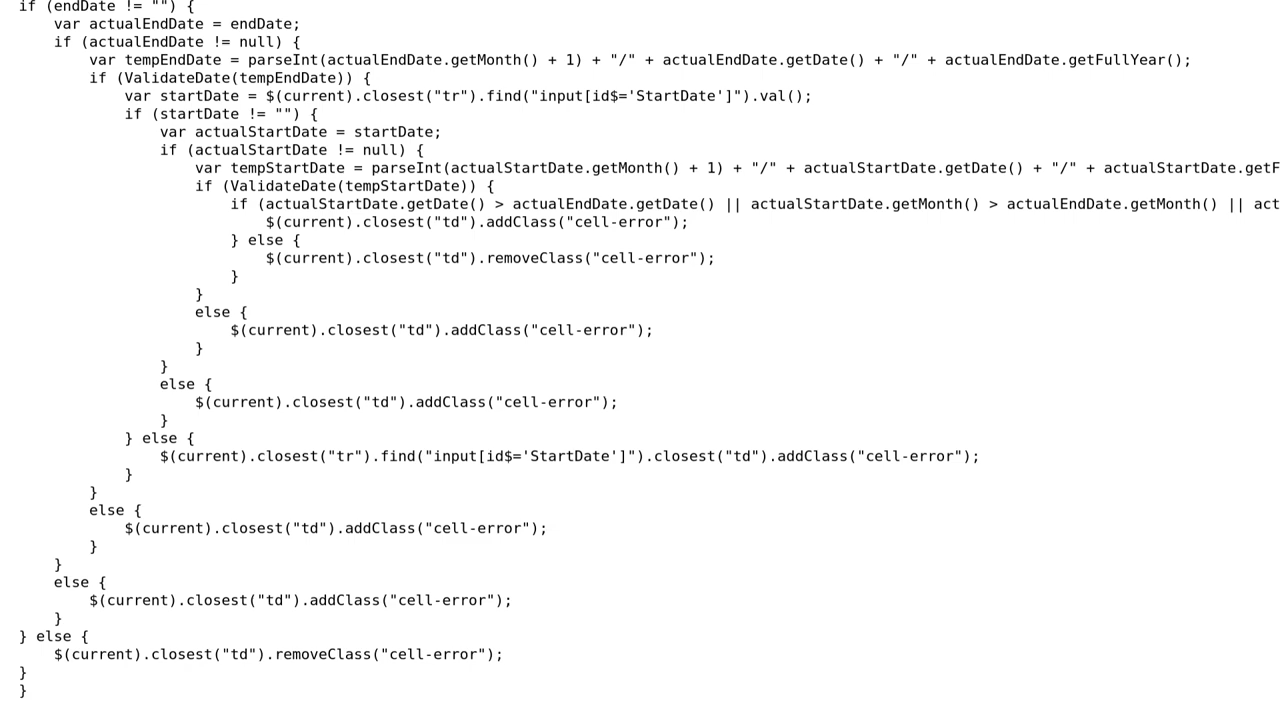 if (endDate != "") {
    var actualEndDate = endDate;
    if (actualEndDate != null) {
        var tempEndDate = parseInt(actualEndDate.getMonth() + 1) + "/" + actualEndDate.getDate() + "/" + actualEndDate.getFullYear();
        if (ValidateDate(tempEndDate)) {
            var startDate = $(current).closest("tr").find("input[id$='StartDate']").val();
            if (startDate != "") {
                var actualStartDate = startDate;
                if (actualStartDate != null) {
                    var tempStartDate = parseInt(actualStartDate.getMonth() + 1) + "/" + actualStartDate.getDate() + "/" + actualStartDate.getF
                    if (ValidateDate(tempStartDate)) {
                        if (actualStartDate.getDate() > actualEndDate.getDate() || actualStartDate.getMonth() > actualEndDate.getMonth() || act
                            $(current).closest("td").addClass("cell-error");
                        } else {
                            $(current).closest("td").removeClass("cell-error");
                        }
                    }
                    else {
                        $(current).closest("td").addClass("cell-error");
                    }
                }
                else {
                    $(current).closest("td").addClass("cell-error");
                }
            } else {
                $(current).closest("tr").find("input[id$='StartDate']").closest("td").addClass("cell-error");
            }
        }
        else {
            $(current).closest("td").addClass("cell-error");
        }
    }
    else {
        $(current).closest("td").addClass("cell-error");
    }
} else {
    $(current).closest("td").removeClass("cell-error");
}
}